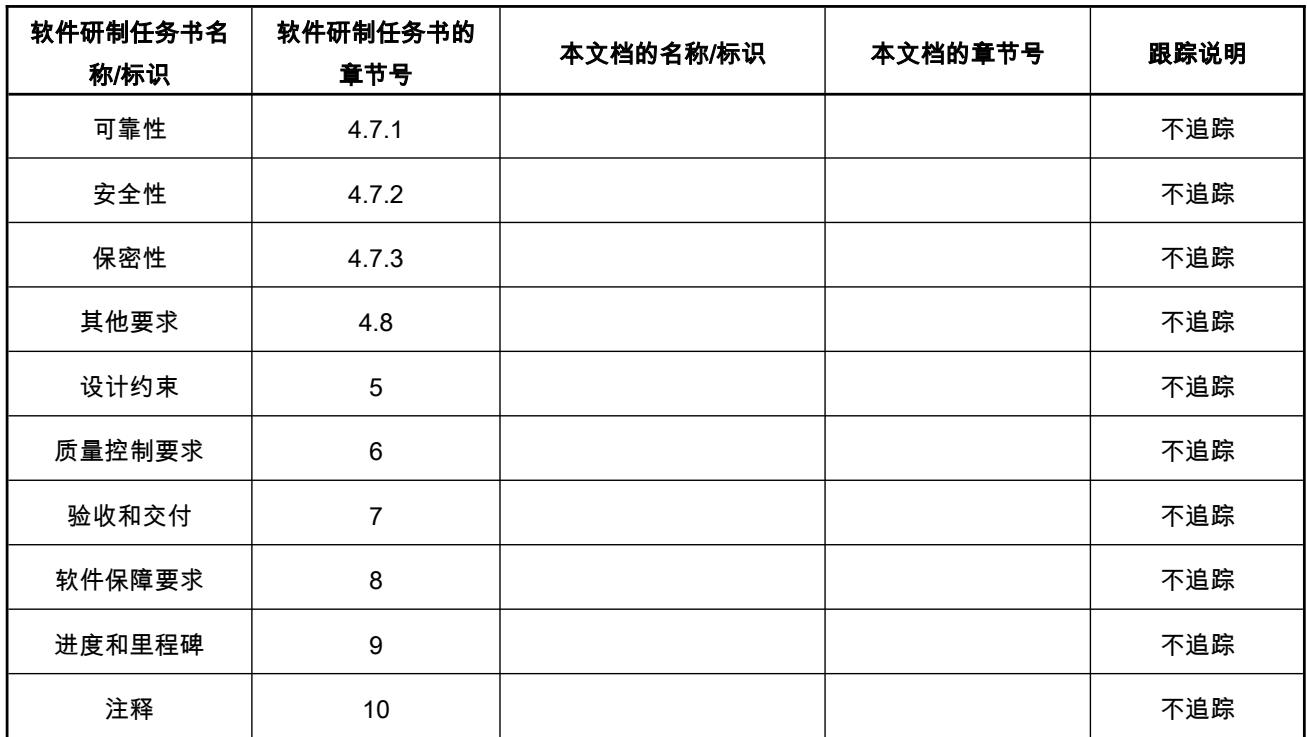 软件研制任务书名称/标识 软件研制任务书的章节号 本文档的名称/标识 本文档的章节号 跟踪说明
可靠性 4.7.1 不追踪
安全性 4.7.2 不追踪
保密性 4.7.3 不追踪
其他要求 4.8 不追踪
设计约束 5 不追踪
质量控制要求 6 不追踪
验收和交付 7 不追踪
软件保障要求 8 不追踪
进度和里程碑 9 不追踪
注释 10 不追踪